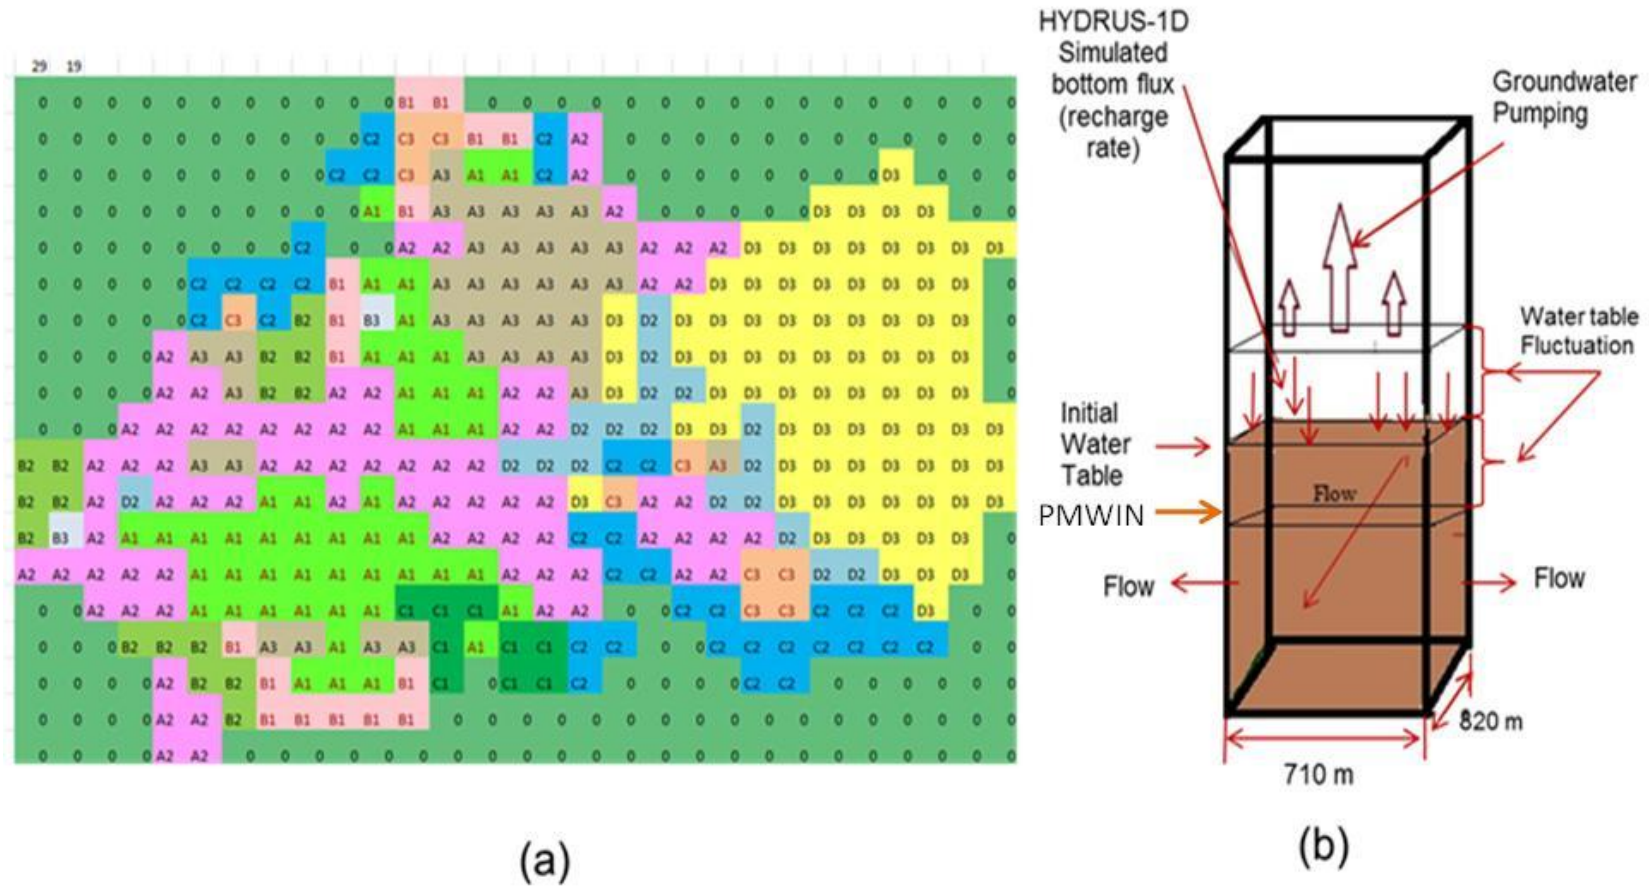 29 19
0 0 0 0 0 0 0 0 0 0 0 B1 B1 0 0 0 0 0 0 0 0 0 0 0 0 0 0 0 0
0 0 0 0 0 0 0 0 0 0 C2 C3 C3 B1 B1 C2 A2 0 0 0 0 0 0 0 0 0 0 0 0
0 0 0 0 0 0 0 0 0 C2 C2 C3 A3 A1 A1 C2 A2 0 0 0 0 0 0 0 0 D3 0 0 0
0 0 0 0 0 0 0 0 0 0 A1 B1 A3 A3 A3 A3 A3 A2 0 0 0 0 0 D3 D3 D3 D3 0 0
0 0 0 0 0 0 0 0 C2 0 0 A2 A2 A3 A3 A3 A3 A3 A2 A2 A2 D3 D3 D3 D3 D3 D3 D3 D3
0 0 0 0 0 C2 C2 C2 C2 B1 A1 A1 A3 A3 A3 A3 A3 A3 A2 A2 D3 D3 D3 D3 D3 D3 D3 D3 0
0 0 0 0 0 C2 C3 C2 B2 B1 B3 A1 A3 A3 A3 A3 A3 D3 D2 D3 D3 D3 D3 D3 D3 D3 D3 D3 0
0 0 0 0 A2 A3 A3 B2 B2 B1 A1 A1 A1 A3 A3 A3 A3 D3 D2 D3 D3 D3 D3 D3 D3 D3 D3 D3 0
0 0 0 0 A2 A2 A3 B2 B2 A2 A2 A1 A1 A1 A2 A2 A3 D3 D2 D2 D3 D3 D3 D3 D3 D3 D3 D3 0
0 0 0 A2 A2 A2 A2 A2 A2 A2 A2 A1 A1 A1 A2 A2 D2 D2 D2 D3 D3 D2 D3 D3 D3 D3 D3 D3 D3
B2 B2 A2 A2 A2 A3 A3 A2 A2 A2 A2 A2 A2 A2 D2 D2 D2 C2 C2 C3 A3 D2 D3 D3 D3 D3 D3 D3 D3
B2 B2 A2 D2 A2 A2 A2 A1 A1 A2 A1 A2 A2 A2 A2 A2 D3 C3 A2 A2 D2 D2 D3 D3 D3 D3 D3 D3 D3
B2 B3 A2 A1 A1 A1 A1 A1 A1 A1 A1 A1 A2 A2 A2 A2 C2 C2 A2 A2 A2 A2 D2 D3 D3 D3 D3 D3 0
A2 A2 A2 A2 A2 A1 A1 A1 A1 A1 A1 A1 A1 A1 A2 A2 A2 C2 C2 A2 A2 C3 C3 D2 D2 D3 D3 D3 0
0 0 A2 A2 A2 A1 A1 A1 A1 A1 A1 C1 C1 C1 A1 A2 A2 0 0 C2 C2 C3 C3 C2 C2 C2 D3 0 0
0 0 0 B2 B2 B2 B1 A3 A3 A1 A3 A3 C1 A1 C1 C1 C2 C2 0 0 C2 C2 C2 C2 C2 C2 C2 0 0
0 0 0 0 A2 B2 B2 B1 A1 A1 A1 B1 C1 0 C1 C1 C2 0 0 0 0 C2 C2 0 0 0 0 0 0
0 0 0 0 A2 A2 B2 B1 B1 B1 B1 B1 0 0 0 0 0 0 0 0 0 0 0 0 0 0 0 0 0
0 0 0 0 A2 A2 0 0 0 0 0 0 0 0 0 0 0 0 0 0 0 0 0 0 0 0 0 0 0
(a)
HYDRUS-1D
Simulated
bottom flux
(recharge
rate)
Groundwater
Pumping
Water table
Fluctuation
Initial
Water
Table
PMWIN
Flow
Flow
Flow
820 m
710 m
(b)